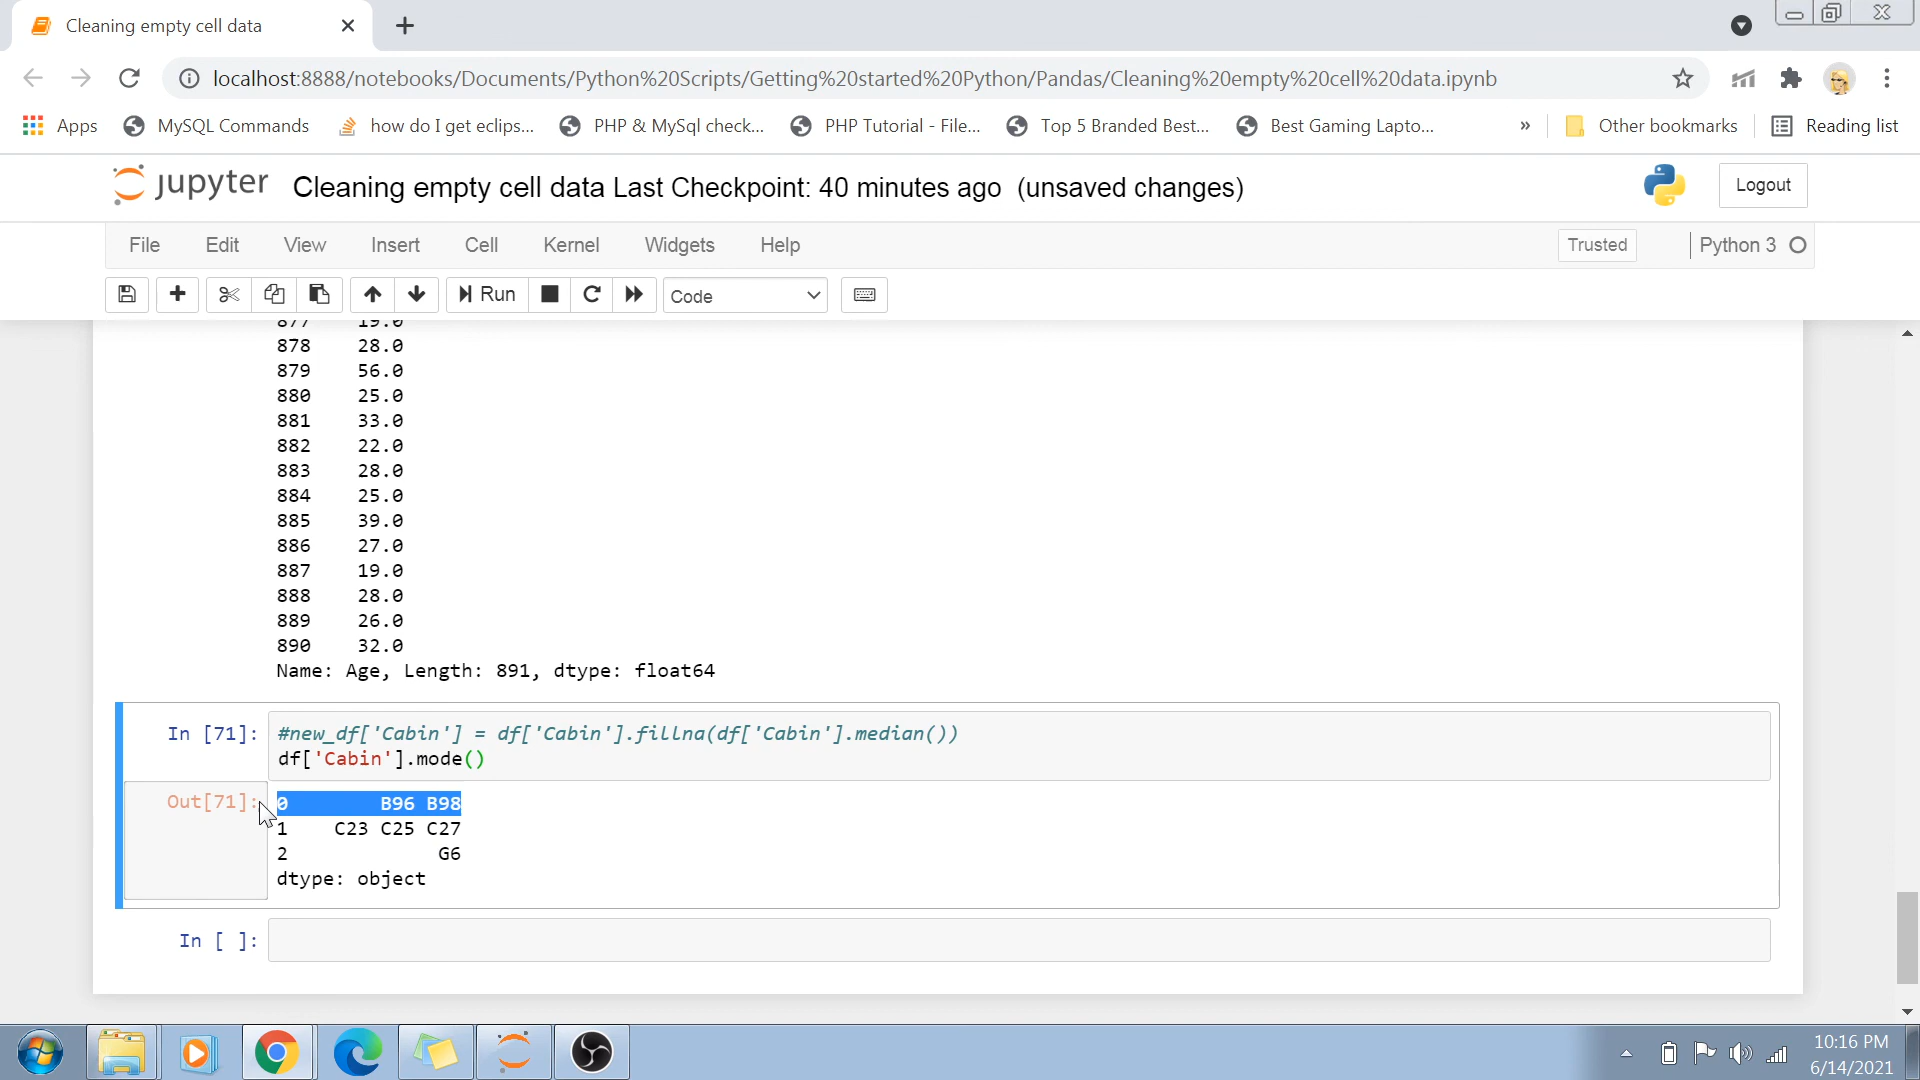 Cleaning empty cell data
localhost:8888/notebooks/Documents/Python%20Scripts/Getting%20started%20Python/Pandas/Cleaning%20empty%20cell%20data.ipynb
Apps MySQL Commands how do I get eclips... PHP & MySql check... PHP Tutorial - File... Top 5 Branded Best... Best Gaming Lapto... » Other bookmarks Reading list
jupyter Cleaning empty cell data Last Checkpoint: 40 minutes ago (unsaved changes) Logout
File Edit View Insert Cell Kernel Widgets Help Trusted Python 3
Run Code
877 19.0
878 28.0
879 56.0
880 25.0
881 33.0
882 22.0
883 28.0
884 25.0
885 39.0
886 27.0
887 19.0
888 28.0
889 26.0
890 32.0
Name: Age, Length: 891, dtype: float64
In [71]: #new_df['Cabin'] = df['Cabin'].fillna(df['Cabin'].median())
df['Cabin'].mode()
Out[71]: 0 B96 B98
1 C23 C25 C27
2 G6
dtype: object
In [ ]:
10:16 PM
6/14/2021